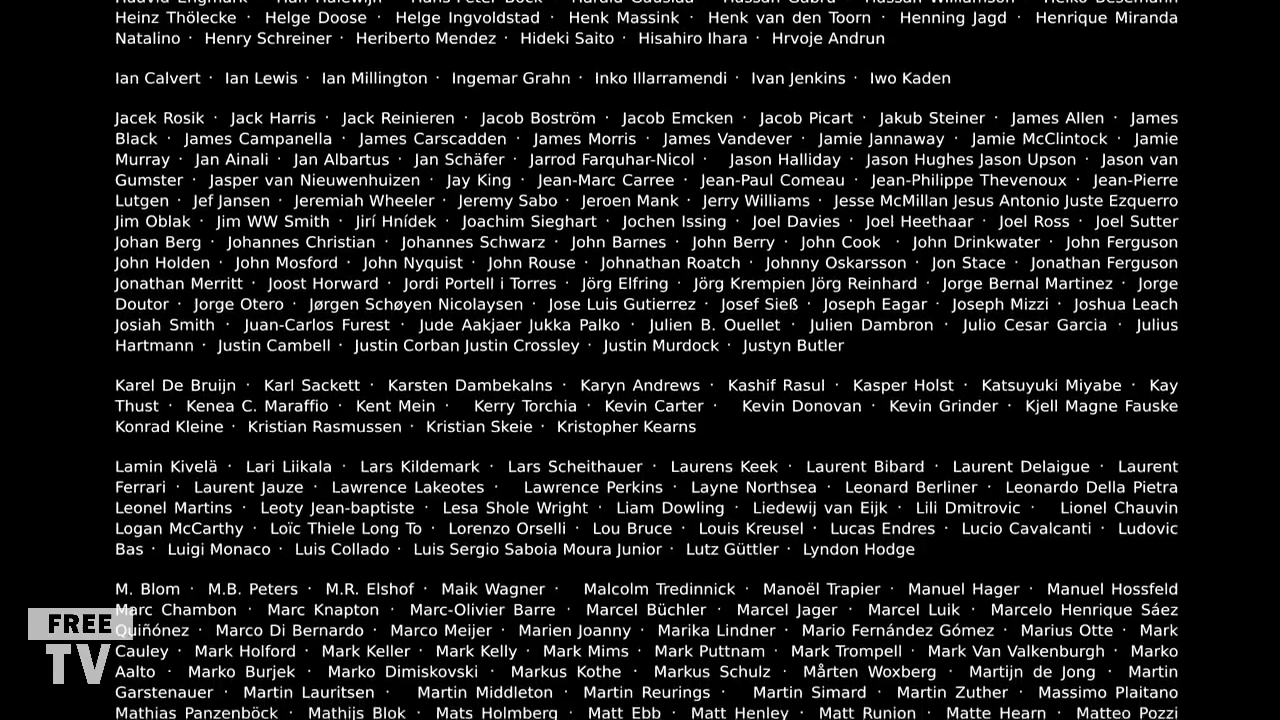 Heinz Thölecke · Helge Doose · Helge Ingvoldstad · Henk Massink · Henk van den Toorn · Henning Jagd · Henrique Miranda
Natalino · Henry Schreiner · Heriberto Mendez · Hideki Saito · Hisahiro Ihara · Hrvoje Andrun
Ian Calvert · Ian Lewis · Ian Millington · Ingemar Grahn · Inko Illarramendi · Ivan Jenkins · Iwo Kaden
Jacek Rosik · Jack Harris · Jack Reinieren · Jacob Boström · Jacob Emcken · Jacob Picart · Jakub Steiner · James Allen · James
Black · James Campanella · James Carscadden · James Morris · James Vandever · Jamie Jannaway · Jamie McClintock · Jamie
Murray · Jan Ainali · Jan Albartus · Jan Schäfer · Jarrod Farquhar-Nicol · Jason Halliday · Jason Hughes Jason Upson · Jason van
Gumster · Jasper van Nieuwenhuizen · Jay King · Jean-Marc Carree · Jean-Paul Comeau · Jean-Philippe Thevenoux · Jean-Pierre
Lutgen · Jef Jansen · Jeremiah Wheeler · Jeremy Sabo · Jeroen Mank · Jerry Williams · Jesse McMillan Jesus Antonio Juste Ezquerro
Jim Oblak · Jim WW Smith · Jirí Hnídek · Joachim Sieghart · Jochen Issing · Joel Davies · Joel Heethaar · Joel Ross · Joel Sutter
Johan Berg · Johannes Christian · Johannes Schwarz · John Barnes · John Berry · John Cook · John Drinkwater · John Ferguson
John Holden · John Mosford · John Nyquist · John Rouse · Johnathan Roatch · Johnny Oskarsson · Jon Stace · Jonathan Ferguson
Jonathan Merritt · Joost Horward · Jordi Portell i Torres · Jörg Elfring · Jörg Krempien Jörg Reinhard · Jorge Bernal Martinez · Jorge
Doutor · Jorge Otero · Jørgen Schøyen Nicolaysen · Jose Luis Gutierrez · Josef Sieß · Joseph Eagar · Joseph Mizzi · Joshua Leach
Josiah Smith · Juan-Carlos Furest · Jude Aakjaer Jukka Palko · Julien B. Ouellet · Julien Dambron · Julio Cesar Garcia · Julius
Hartmann · Justin Cambell · Justin Corban Justin Crossley · Justin Murdock · Justyn Butler
Karel De Bruijn · Karl Sackett · Karsten Dambekalns · Karyn Andrews · Kashif Rasul · Kasper Holst · Katsuyuki Miyabe · Kay
Thust · Kenea C. Maraffio · Kent Mein · Kerry Torchia · Kevin Carter · Kevin Donovan · Kevin Grinder · Kjell Magne Fauske
Konrad Kleine · Kristian Rasmussen · Kristian Skeie · Kristopher Kearns
Lamin Kivelä · Lari Liikala · Lars Kildemark · Lars Scheithauer · Laurens Keek · Laurent Bibard · Laurent Delaigue · Laurent
Ferrari · Laurent Jauze · Lawrence Lakeotes · Lawrence Perkins · Layne Northsea · Leonard Berliner · Leonardo Della Pietra
Leonel Martins · Leoty Jean-baptiste · Lesa Shole Wright · Liam Dowling · Liedewij van Eijk · Lili Dmitrovic · Lionel Chauvin
Logan McCarthy · Loïc Thiele Long To · Lorenzo Orselli · Lou Bruce · Louis Kreusel · Lucas Endres · Lucio Cavalcanti · Ludovic
Bas · Luigi Monaco · Luis Collado · Luis Sergio Saboia Moura Junior · Lutz Güttler · Lyndon Hodge
M. Blom · M.B. Peters · M.R. Elshof · Maik Wagner · Malcolm Tredinnick · Manoël Trapier · Manuel Hager · Manuel Hossfeld
Marc Chambon · Marc Knapton · Marc-Olivier Barre · Marcel Büchler · Marcel Jager · Marcel Luik · Marcelo Henrique Sáez
Quiñónez · Marco Di Bernardo · Marco Meijer · Marien Joanny · Marika Lindner · Mario Fernández Gómez · Marius Otte · Mark
Cauley · Mark Holford · Mark Keller · Mark Kelly · Mark Mims · Mark Puttnam · Mark Trompell · Mark Van Valkenburgh · Marko
Aalto · Marko Burjek · Marko Dimiskovski · Markus Kothe · Markus Schulz · Mårten Woxberg · Martijn de Jong · Martin
Garstenauer · Martin Lauritsen · Martin Middleton · Martin Reurings · Martin Simard · Martin Zuther · Massimo Plaitano
Mathias Panzenböck · Mathijs Blok · Mats Holmberg · Matt Ebb · Matt Henley · Matt Runion · Matte Hearn · Matteo Pozzi
FREE
TV